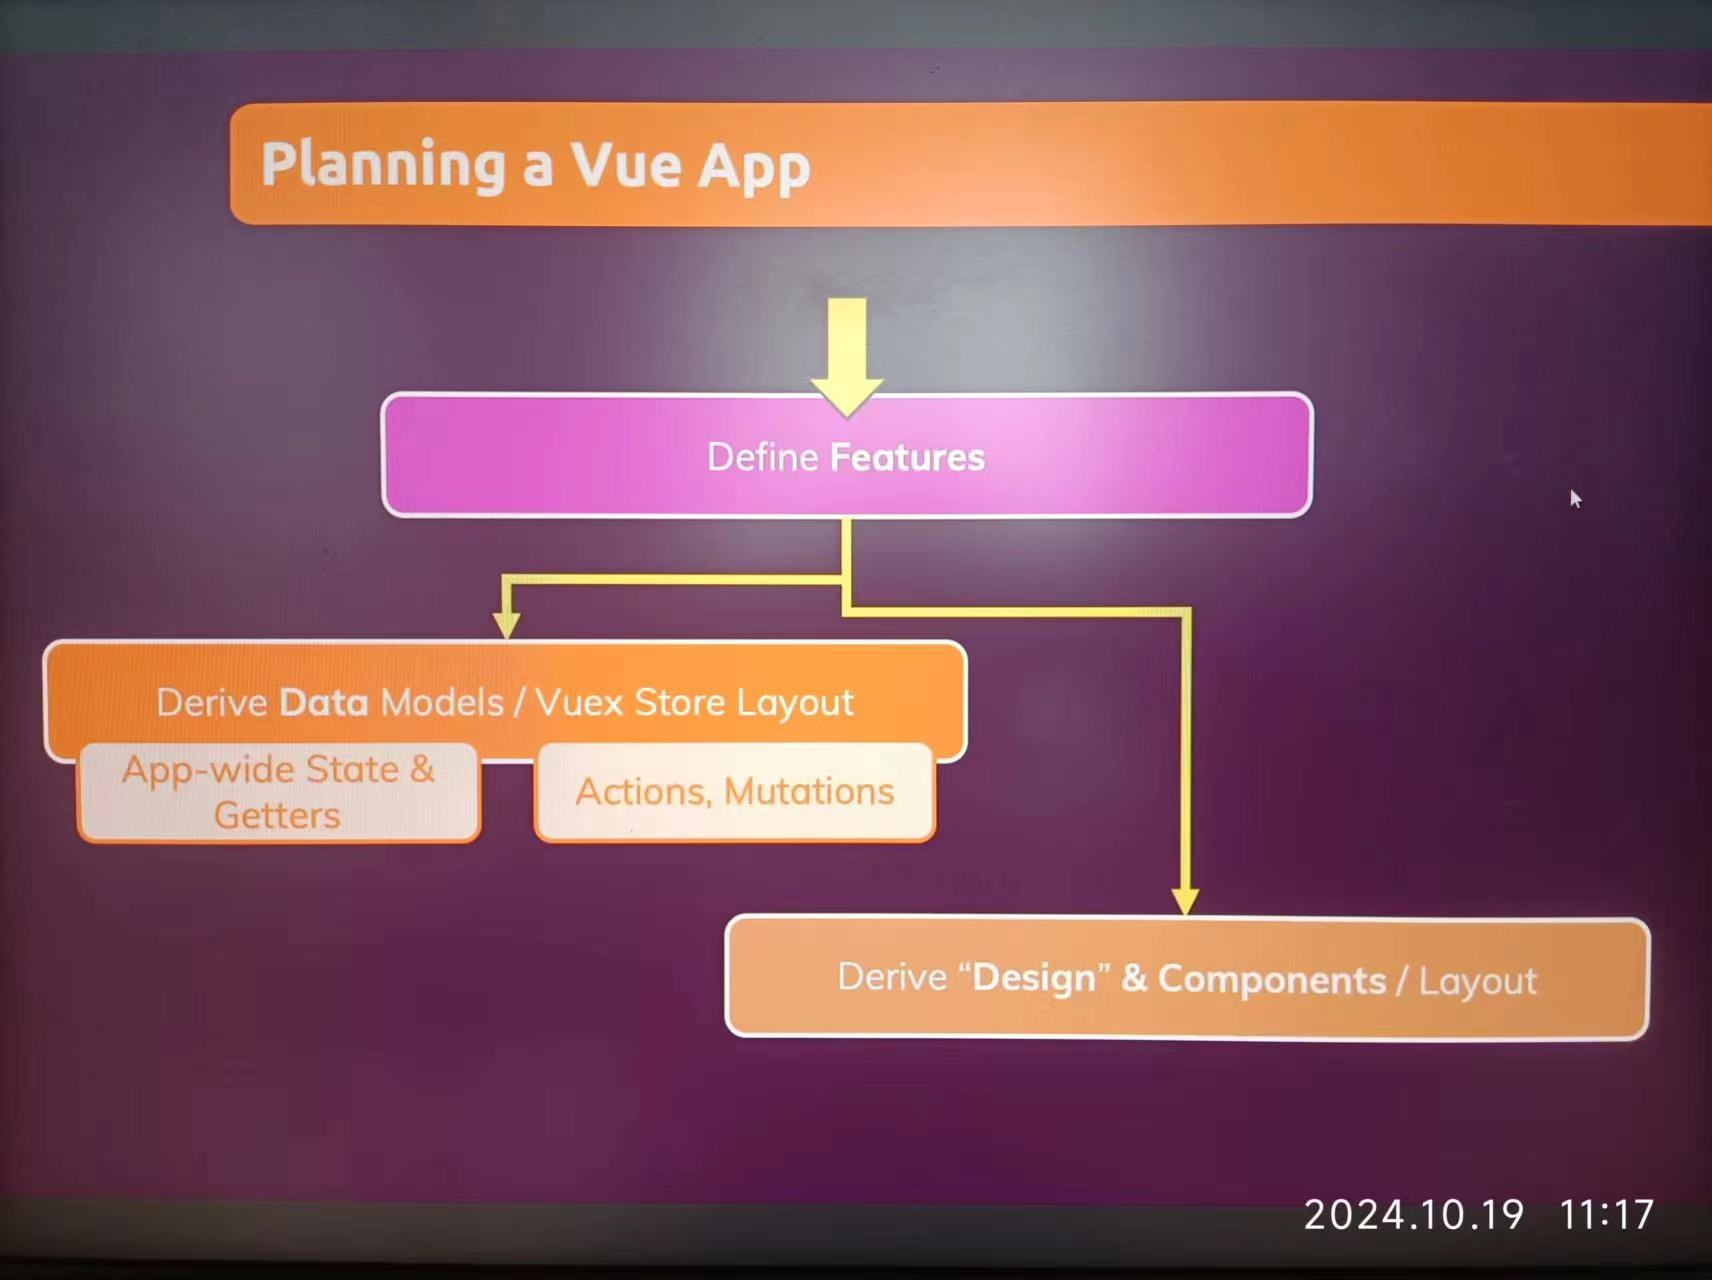 Planning a Vue App
Define Features
Derive Data Models / Vuex Store Layout
App-wide State &
Getters
Actions, Mutations
Derive “Design” & Components / Layout
2024.10.19 11:17